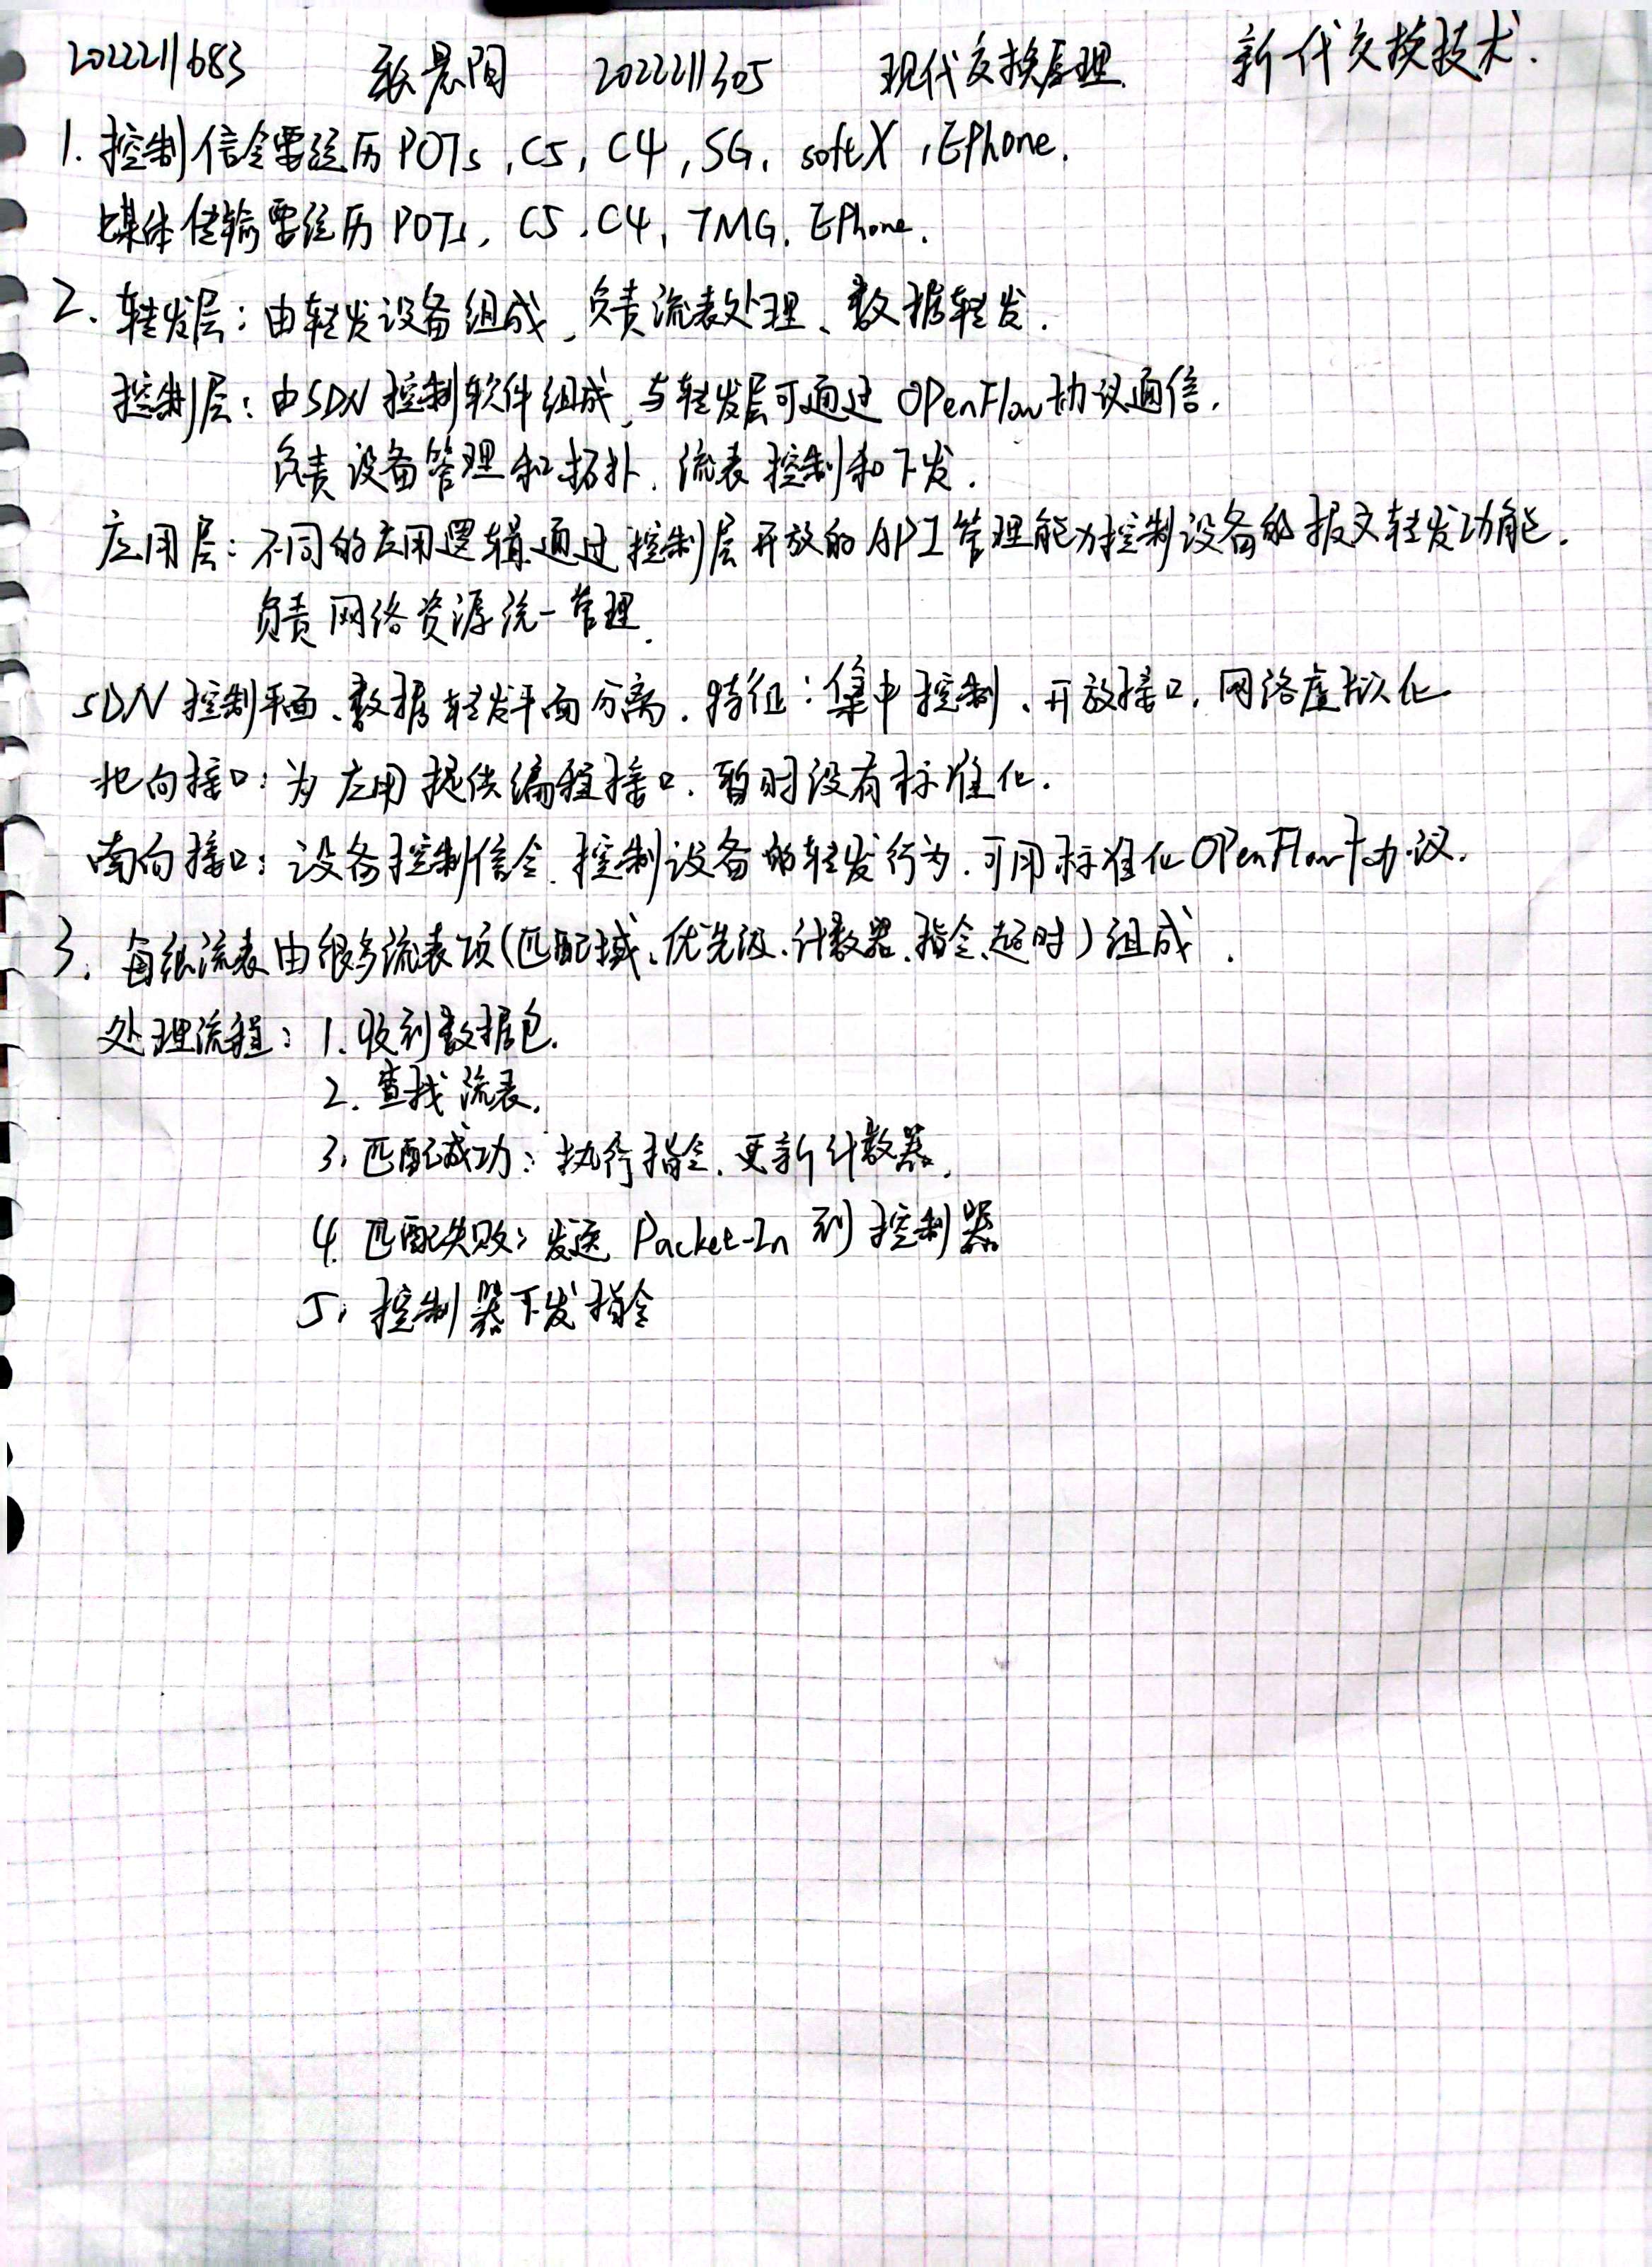 2022211683 张晨阳 2022211305 现代交换原理 新一代交换技术.
1. 控制信令要经历 POTs, C5, C4, SG, softX, EPhone.
媒体传输要经历 POTs, C5, C4, TMG, EPhone.
2. 转发层: 由转发设备组成, 负责流表处理、数据转发.
控制层: 由SDN控制软件组成, 与转发层可通过 OPenFlow协议通信.
负责设备管理和拓扑、流表控制和下发.
应用层: 不同的应用逻辑通过控制层开放的API管理能力控制设备的报文转发功能.
负责网络资源统一管理.
SDN 控制平面、数据转发平面分离. 特征: 集中控制、开放接口, 网络虚拟化
北向接口: 为应用提供编程接口. 暂时没有标准化.
南向接口: 设备控制信令. 控制设备的转发行为. 可用标准化OPenFlow协议.
3. 每级流表由很多流表项(匹配域、优先级、计数器、指令、超时)组成.
处理流程: 1. 收到数据包.
2. 查找流表.
3. 匹配成功: 执行指令. 更新计数器.
4. 匹配失败: 发送 Packet-In 到控制器
5. 控制器下发指令